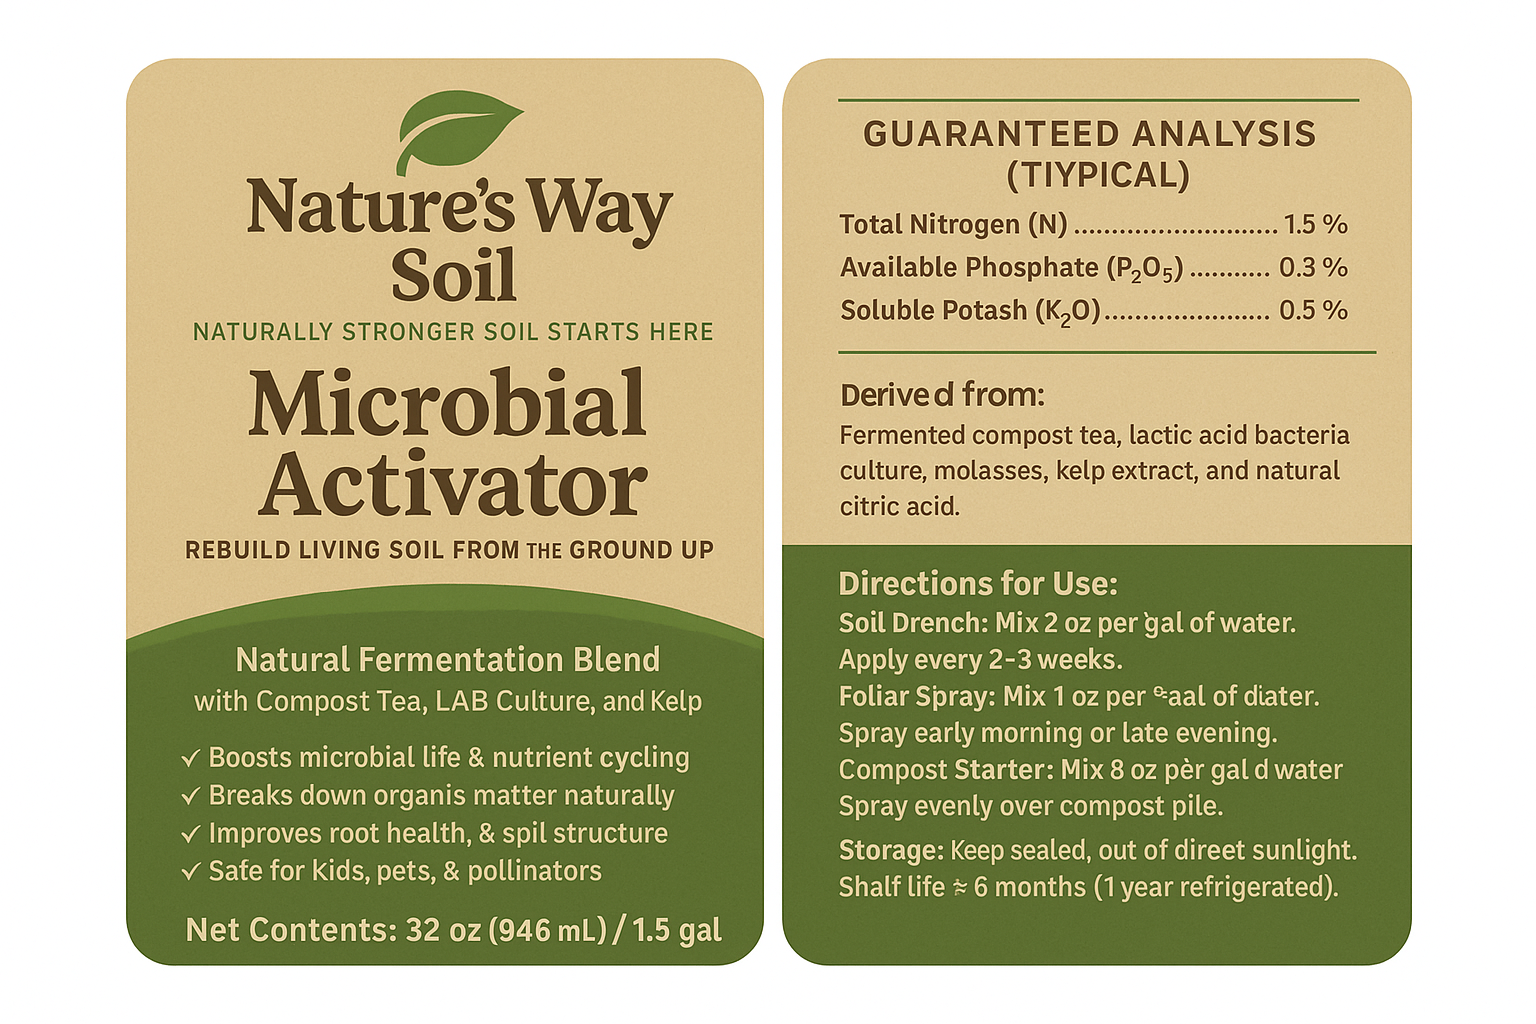 Nature's Way
Soil
NATURALLY STRONGER SOIL STARTS HERE
Microbial
Activator
REBUILD LIVING SOIL FROM THE GROUND UP
Natural Fermentation Blend
with Compost Tea, LAB Culture, and Kelp
✓ Boosts microbial life & nutrient cycling
✓ Breaks down organis matter naturally
✓ Improves root health, & spil structure
✓ Safe for kids, pets, & pollinators
Net Contents: 32 oz (946 mL) / 1.5 gal
GUARANTEED ANALYSIS
(TIYPICAL)
Total Nitrogen (N) ........................... 1.5 %
Available Phosphate (P₂O₅) ........... 0.3 %
Soluble Potash (K₂O)...................... 0.5 %
Derived from:
Fermented compost tea, lactic acid bacteria
culture, molasses, kelp extract, and natural
citric acid.
Directions for Use:
Soil Drench: Mix 2 oz per gal of water.
Apply every 2-3 weeks.
Foliar Spray: Mix 1 oz per of diater.
Spray early morning or late evening.
Compost Starter: Mix 8 oz pèr gal d water
Spray evenly over compost pile.
Storage: Keep sealed, out of direet sunlight.
Shalf life ≈ 6 months (1 year refrigerated).